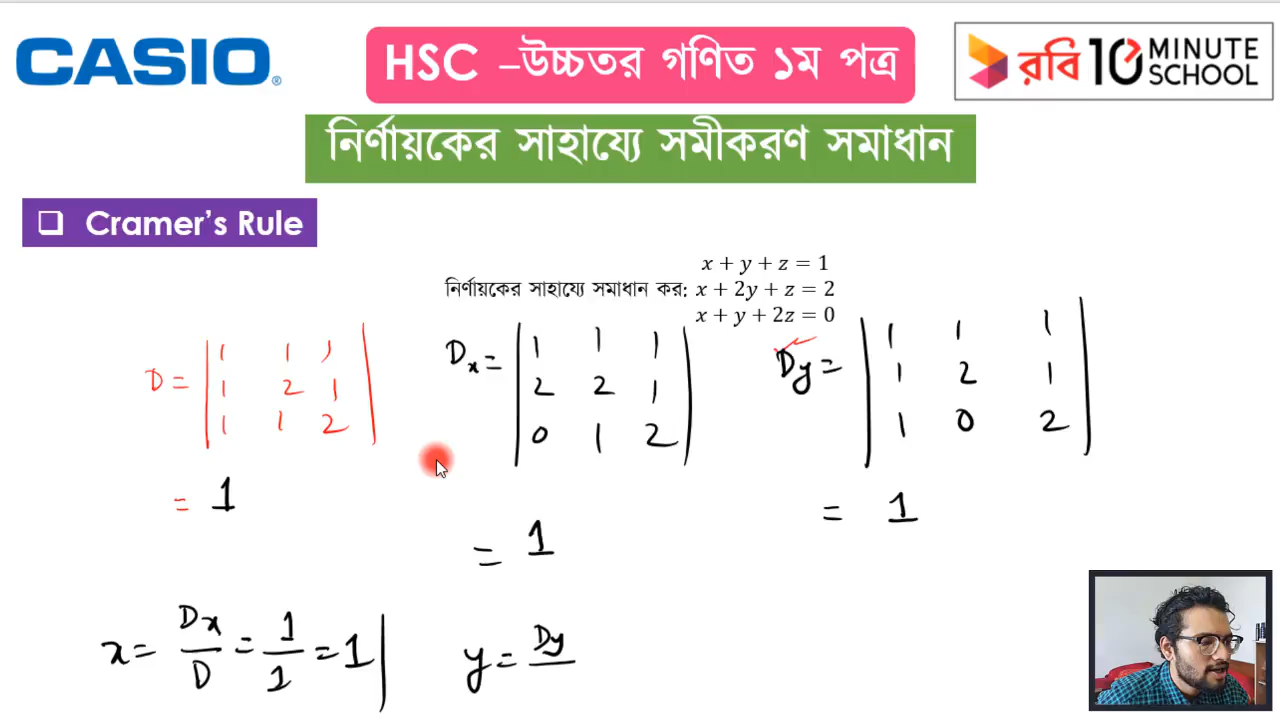 CASIO®
HSC –উচ্চতর গণিত ১ম পত্র
রবি 10 MINUTE SCHOOL
নির্ণায়কের সাহায্যে সমীকরণ সমাধান
❑ Cramer's Rule
x + y + z = 1
নির্ণায়কের সাহায্যে সমাধান কর: x + 2y + z = 2
x + y + 2z = 0
D = | 1 1 1 |
| 1 2 1 |
| 1 1 2 |
= 1
Dx = | 1 1 1 |
| 2 2 1 |
| 0 1 2 |
= 1
Dy = | 1 1 1 |
| 1 2 1 |
| 1 0 2 |
= 1
x = Dx/D = 1/1 = 1
y = Dy/